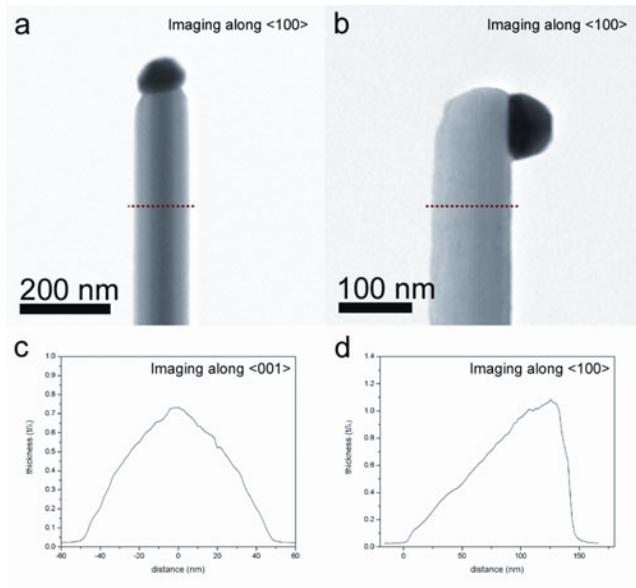 a
Imaging along <100>
200 nm
b
Imaging along <100>
100 nm
c
Imaging along <001>
1.0
0.9
0.8
0.7
0.6
0.5
0.4
0.3
0.2
0.1
0.0
-60
-40
-20
0
20
40
60
thickness (t/λ)
distance (nm)
d
Imaging along <100>
1.4
1.2
1.0
0.8
0.6
0.4
0.2
0.0
0
50
100
150
thickness (t/λ)
distance (nm)